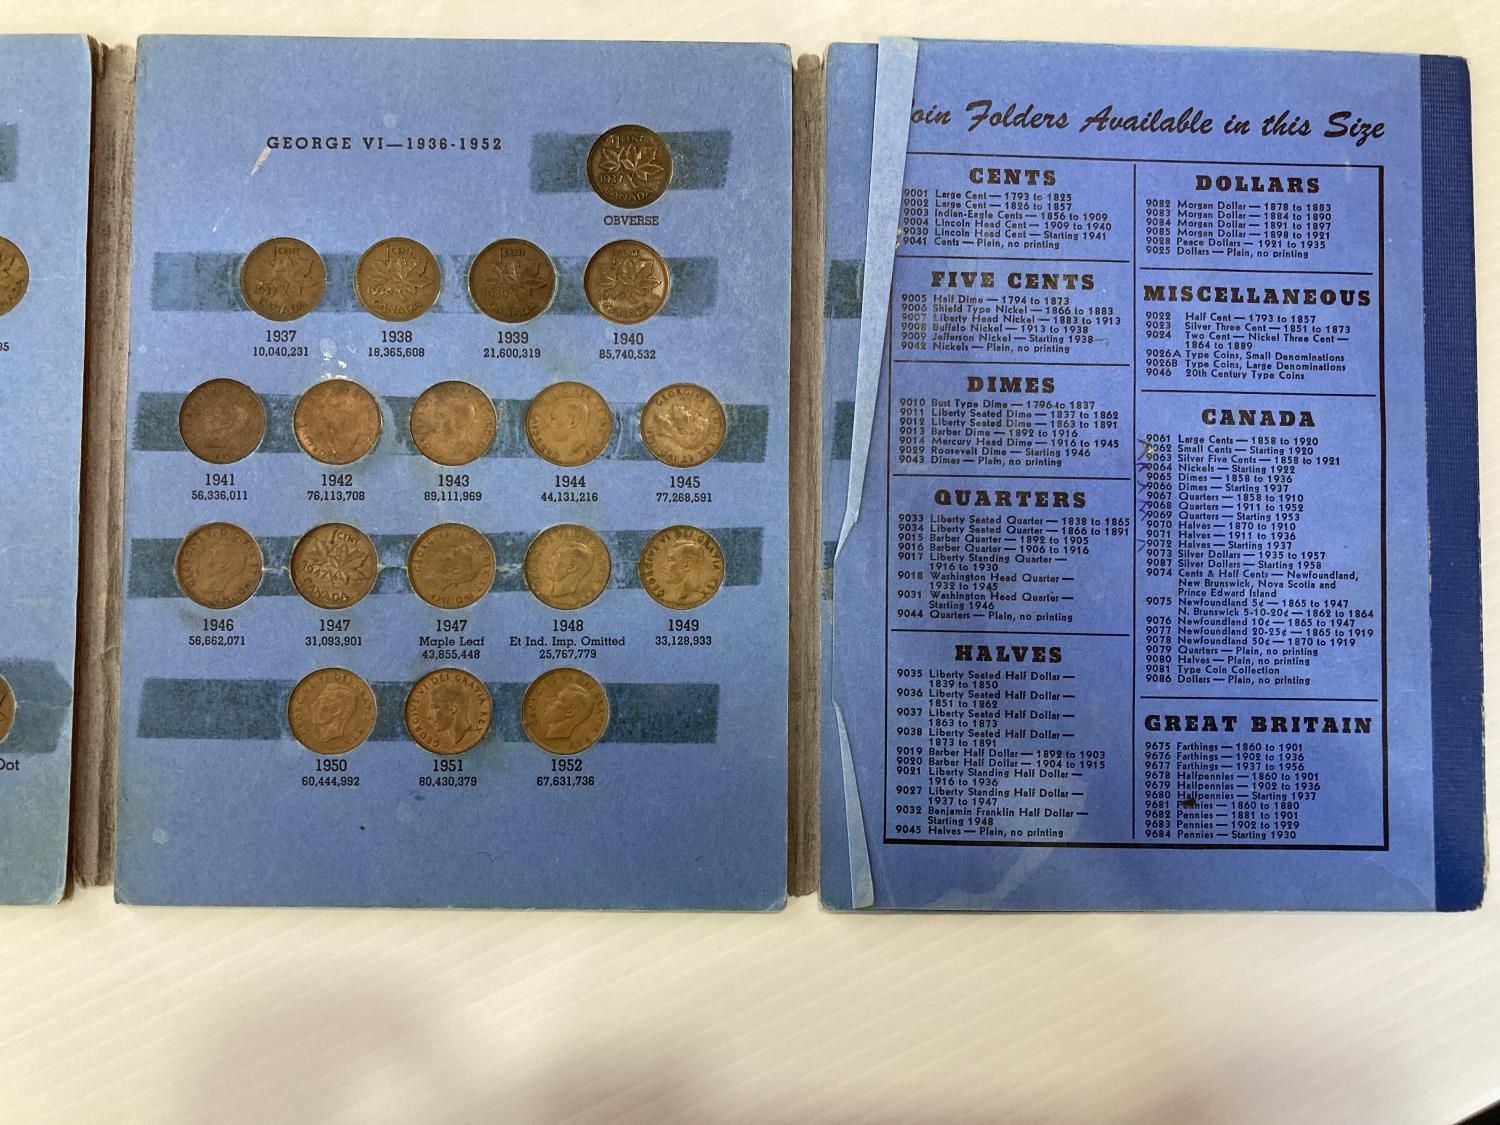 95
Dot
GEORGE VI—1936-1952
OBVERSE
1937
10,040,231
1938
18,365,608
1939
21,600,319
1940
85,740,532
1941
56,336,011
1942
76,113,708
1943
89,111,969
1944
44,131,216
1945
77,268,591
1946
56,662,071
1947
31,093,901
1947
Maple Leaf
43,855,448
1948
Et Ind. Imp. Omitted
25,767,779
1949
33,128,933
1950
60,444,992
1951
80,430,379
1952
67,631,736
oin Folders Available in this Size
CENTS
9001 Large Cent — 1793 to 1825
9002 Large Cent — 1826 to 1857
9003 Indian-Eagle Cents — 1856 to 1909
9004 Lincoln Head Cent — 1909 to 1940
9030 Lincoln Head Cent — Starting 1941
9041 Cents — Plain, no printing
FIVE CENTS
9005 Half Dime — 1794 to 1873
9006 Shield Type Nickel — 1866 to 1883
9007 Liberty Head Nickel — 1883 to 1913
9008 Buffalo Nickel — 1913 to 1938
9009 Jefferson Nickel — Starting 1938
9042 Nickels — Plain, no printing
DIMES
9010 Bust Type Dime — 1796 to 1837
9011 Liberty Seated Dime — 1837 to 1862
9012 Liberty Seated Dime — 1863 to 1891
9013 Barber Dime — 1892 to 1916
9014 Mercury Head Dime — 1916 to 1945
9029 Roosevelt Dime — Starting 1946
9043 Dimes — Plain, no printing
QUARTERS
9033 Liberty Seated Quarter — 1838 to 1865
9034 Liberty Seated Quarter — 1866 to 1891
9015 Barber Quarter — 1892 to 1905
9016 Barber Quarter — 1906 to 1916
9017 Liberty Standing Quarter —
1916 to 1930
9018 Washington Head Quarter —
1932 to 1945
9031 Washington Head Quarter —
Starting 1946
9044 Quarters — Plain, no printing
HALVES
9035 Liberty Seated Half Dollar —
1839 to 1850
9036 Liberty Seated Half Dollar —
1851 to 1862
9037 Liberty Seated Half Dollar —
1863 to 1873
9038 Liberty Seated Half Dollar —
1873 to 1891
9019 Barber Half Dollar — 1892 to 1903
9020 Barber Half Dollar — 1904 to 1915
9021 Liberty Standing Half Dollar —
1916 to 1936
9027 Liberty Standing Half Dollar —
1937 to 1947
9032 Benjamin Franklin Half Dollar —
Starting 1948
9045 Halves — Plain, no printing
DOLLARS
9082 Morgan Dollar — 1878 to 1883
9083 Morgan Dollar — 1884 to 1890
9084 Morgan Dollar — 1891 to 1897
9085 Morgan Dollar — 1898 to 1921
9028 Peace Dollars — 1921 to 1935
9025 Dollars — Plain, no printing
MISCELLANEOUS
9022 Half Cent — 1793 to 1857
9023 Silver Three Cent — 1851 to 1873
9024 Two Cent — Nickel Three Cent —
1864 to 1889
9026A Type Coins, Small Denominations
9026B Type Coins, Large Denominations
9046 20th Century Type Coins
CANADA
9061 Large Cents — 1858 to 1920
9062 Small Cents — Starting 1920
9063 Silver Five Cents — 1858 to 1921
9064 Nickels — Starting 1922
9065 Dimes — 1858 to 1936
9066 Dimes — Starting 1937
9067 Quarters — 1858 to 1910
9068 Quarters — 1911 to 1952
9069 Quarters — Starting 1953
9070 Halves — 1870 to 1910
9071 Halves — 1911 to 1936
9072 Halves — Starting 1937
9073 Silver Dollars — 1935 to 1957
9087 Silver Dollars — Starting 1958
9074 Cents & Half Cents — Newfoundland,
New Brunswick, Nova Scotia and
Prince Edward Island
9075 Newfoundland 5¢ — 1865 to 1947
N. Brunswick 5-10-20¢ — 1862 to 1864
9076 Newfoundland 10¢ — 1865 to 1947
9077 Newfoundland 20-25¢ — 1865 to 1919
9078 Newfoundland 50¢ — 1870 to 1919
9079 Quarters — Plain, no printing
9080 Halves — Plain, no printing
9081 Type Coin Collection
9086 Dollars — Plain, no printing
GREAT BRITAIN
9675 Farthings — 1860 to 1901
9676 Farthings — 1902 to 1936
9677 Farthings — 1937 to 1956
9678 Halfpennies — 1860 to 1901
9679 Halfpennies — 1902 to 1936
9680 Halfpennies — Starting 1937
9681 Pennies — 1860 to 1880
9682 Pennies — 1881 to 1901
9683 Pennies — 1902 to 1929
9684 Pennies — Starting 1930